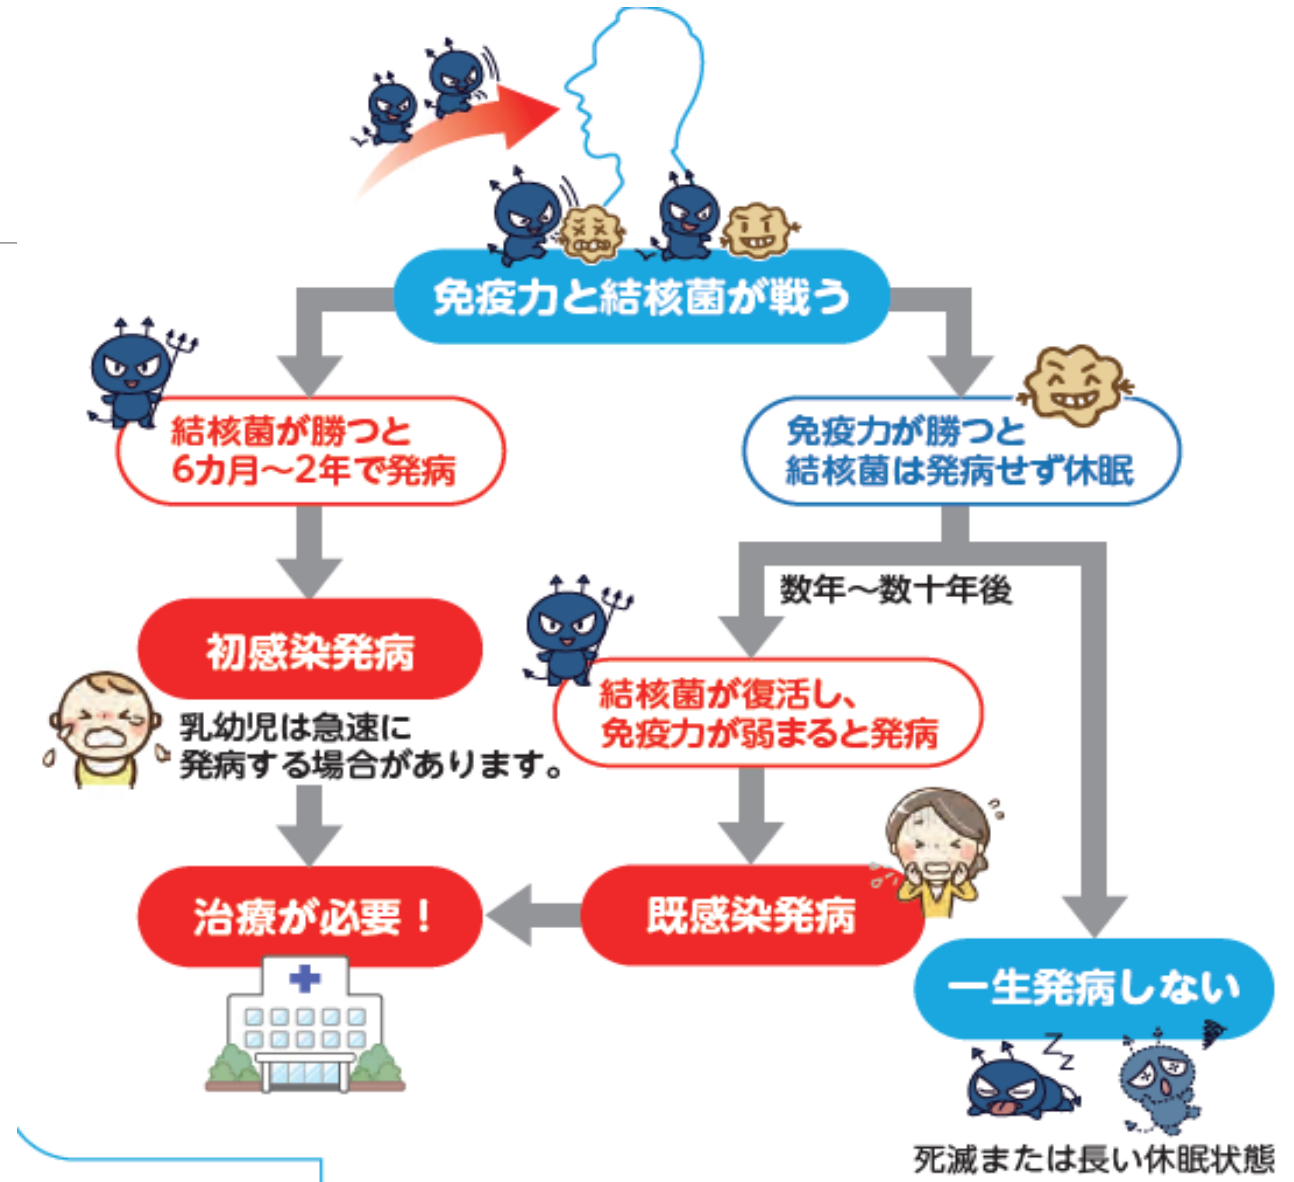 免疫力と結核菌が戦う
結核菌が勝つと
6カ月～2年で発病
免疫力が勝つと
結核菌は発病せず休眠
初感染発病
乳幼児は急速に
発病する場合があります。
数年～数十年後
結核菌が復活し、
免疫力が弱まると発病
治療が必要！
既感染発病
一生発病しない
ZZ
死滅または長い休眠状態